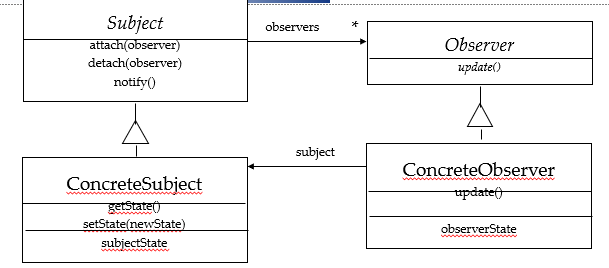 Subject
attach(observer)
detach(observer)
notify()
observers
*
Observer
update()
ConcreteSubject
getState()
setState(newState)
subjectState
subject
ConcreteObserver
update()
observerState